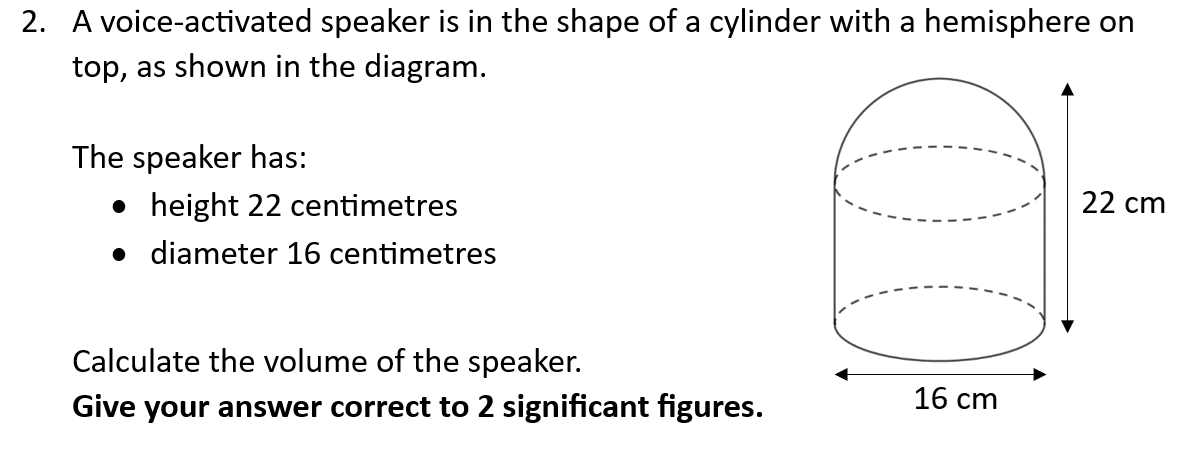 2. A voice-activated speaker is in the shape of a cylinder with a hemisphere on
top, as shown in the diagram.
The speaker has:
• height 22 centimetres
• diameter 16 centimetres
22 cm
Calculate the volume of the speaker.
Give your answer correct to 2 significant figures.
16 cm